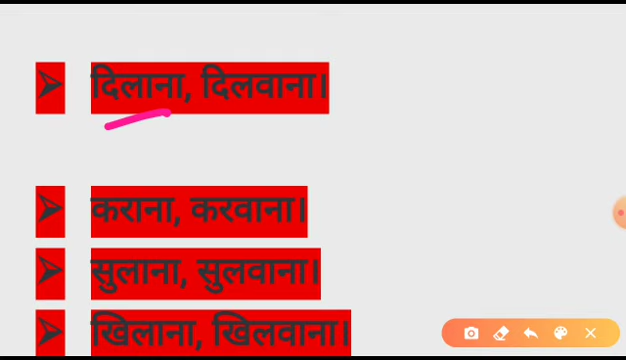 ➢ दिलाना, दिलवाना।
➢ कराना, करवाना।
➢ सुलाना, सुलवाना।
➢ खिलाना, खिलवाना।